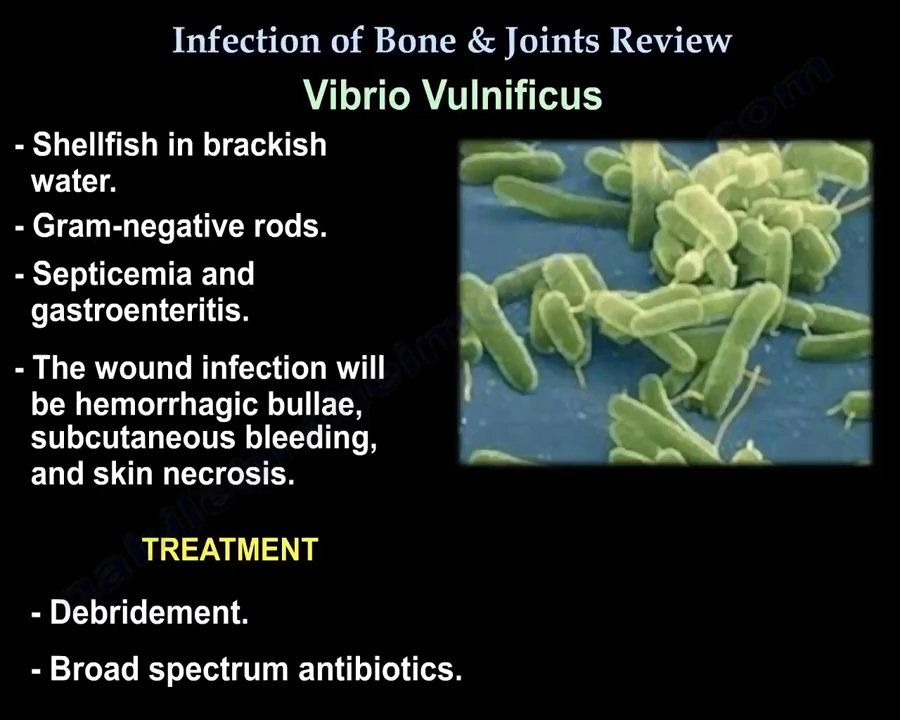 Infection of Bone & Joints Review
Vibrio Vulnificus
- Shellfish in brackish
water.
- Gram-negative rods.
- Septicemia and
gastroenteritis.
- The wound infection will
be hemorrhagic bullae,
subcutaneous bleeding,
and skin necrosis.
TREATMENT
- Debridement.
- Broad spectrum antibiotics.